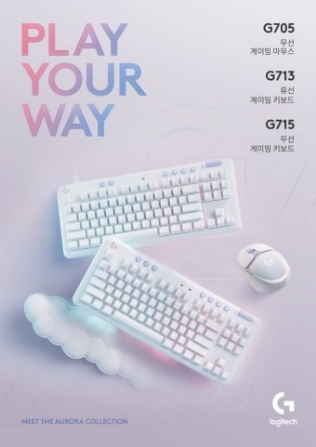 PLAY
YOUR
WAY
G705
무선
게이밍 마우스
G713
유선
게이밍 키보드
G715
무선
게이밍 키보드
MEET THE AURORA COLLECTION
G
logitech